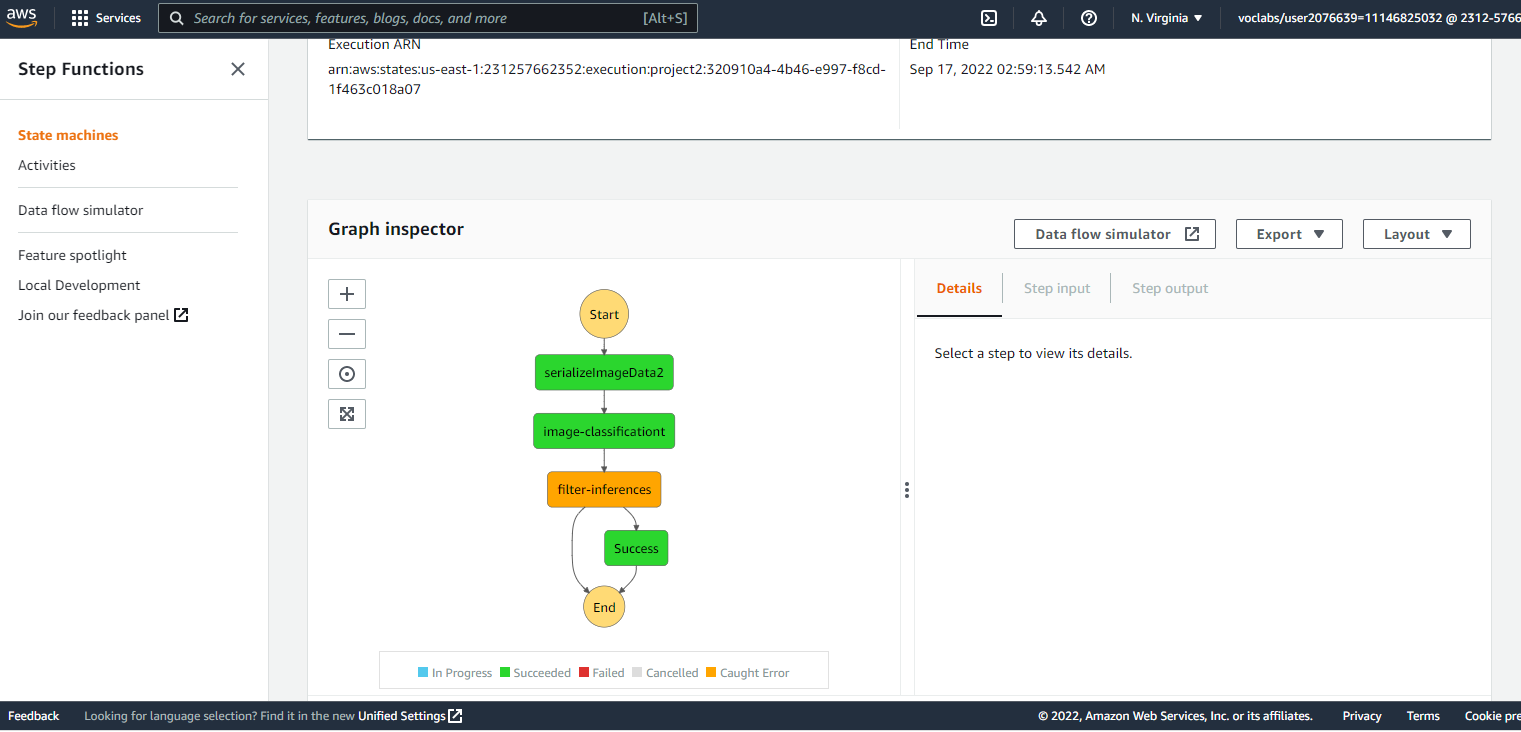 aws
Services
Search for services, features, blogs, docs, and more
[Alt+S]
N. Virginia
voclabs/user2076639=11146825032 @ 2312-5766
Step Functions
State machines
Activities
Data flow simulator
Feature spotlight
Local Development
Join our feedback panel
Execution ARN
arn:aws:states:us-east-1:231257662352:execution:project2:320910a4-4b46-e997-f8cd-
1f463c018a07
End Time
Sep 17, 2022 02:59:13.542 AM
Graph inspector
Data flow simulator
Export
Layout
Start
serializeImageData2
image-classificationt
filter-inferences
Success
End
In Progress
Succeeded
Failed
Cancelled
Caught Error
Details
Step input
Step output
Select a step to view its details.
Feedback
Looking for language selection? Find it in the new Unified Settings
© 2022, Amazon Web Services, Inc. or its affiliates.
Privacy
Terms
Cookie pre